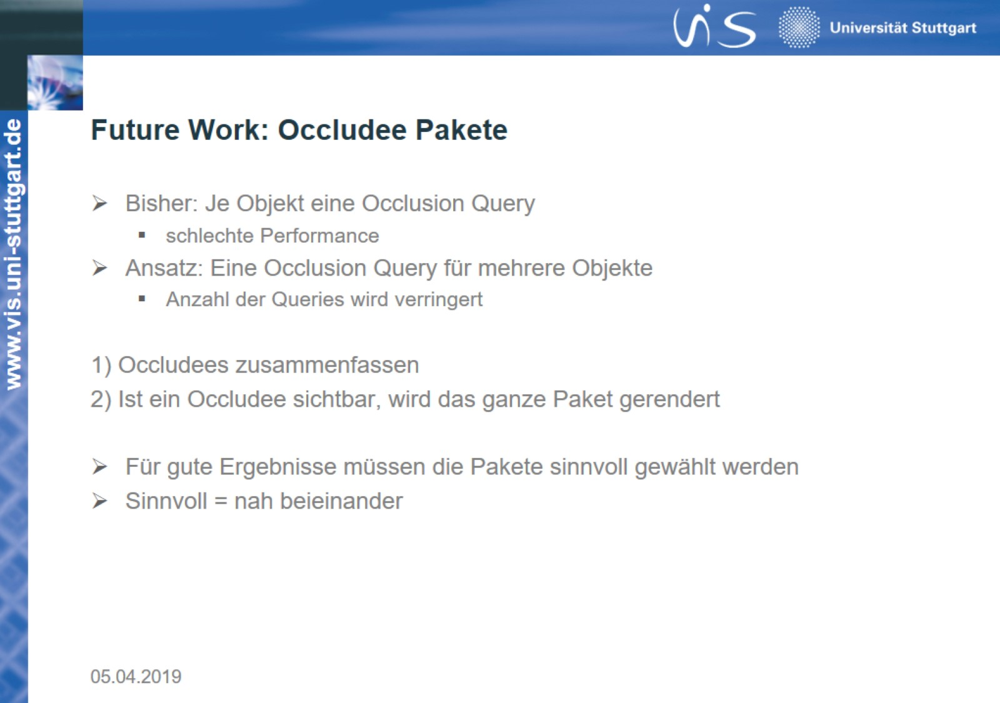 VIS
Universität Stuttgart
www.vis.uni-stuttgart.de
Future Work: Occludee Pakete
➢ Bisher: Je Objekt eine Occlusion Query
▪ schlechte Performance
➢ Ansatz: Eine Occlusion Query für mehrere Objekte
▪ Anzahl der Queries wird verringert
1) Occludees zusammenfassen
2) Ist ein Occludee sichtbar, wird das ganze Paket gerendert
➢ Für gute Ergebnisse müssen die Pakete sinnvoll gewählt werden
➢ Sinnvoll = nah beieinander
05.04.2019